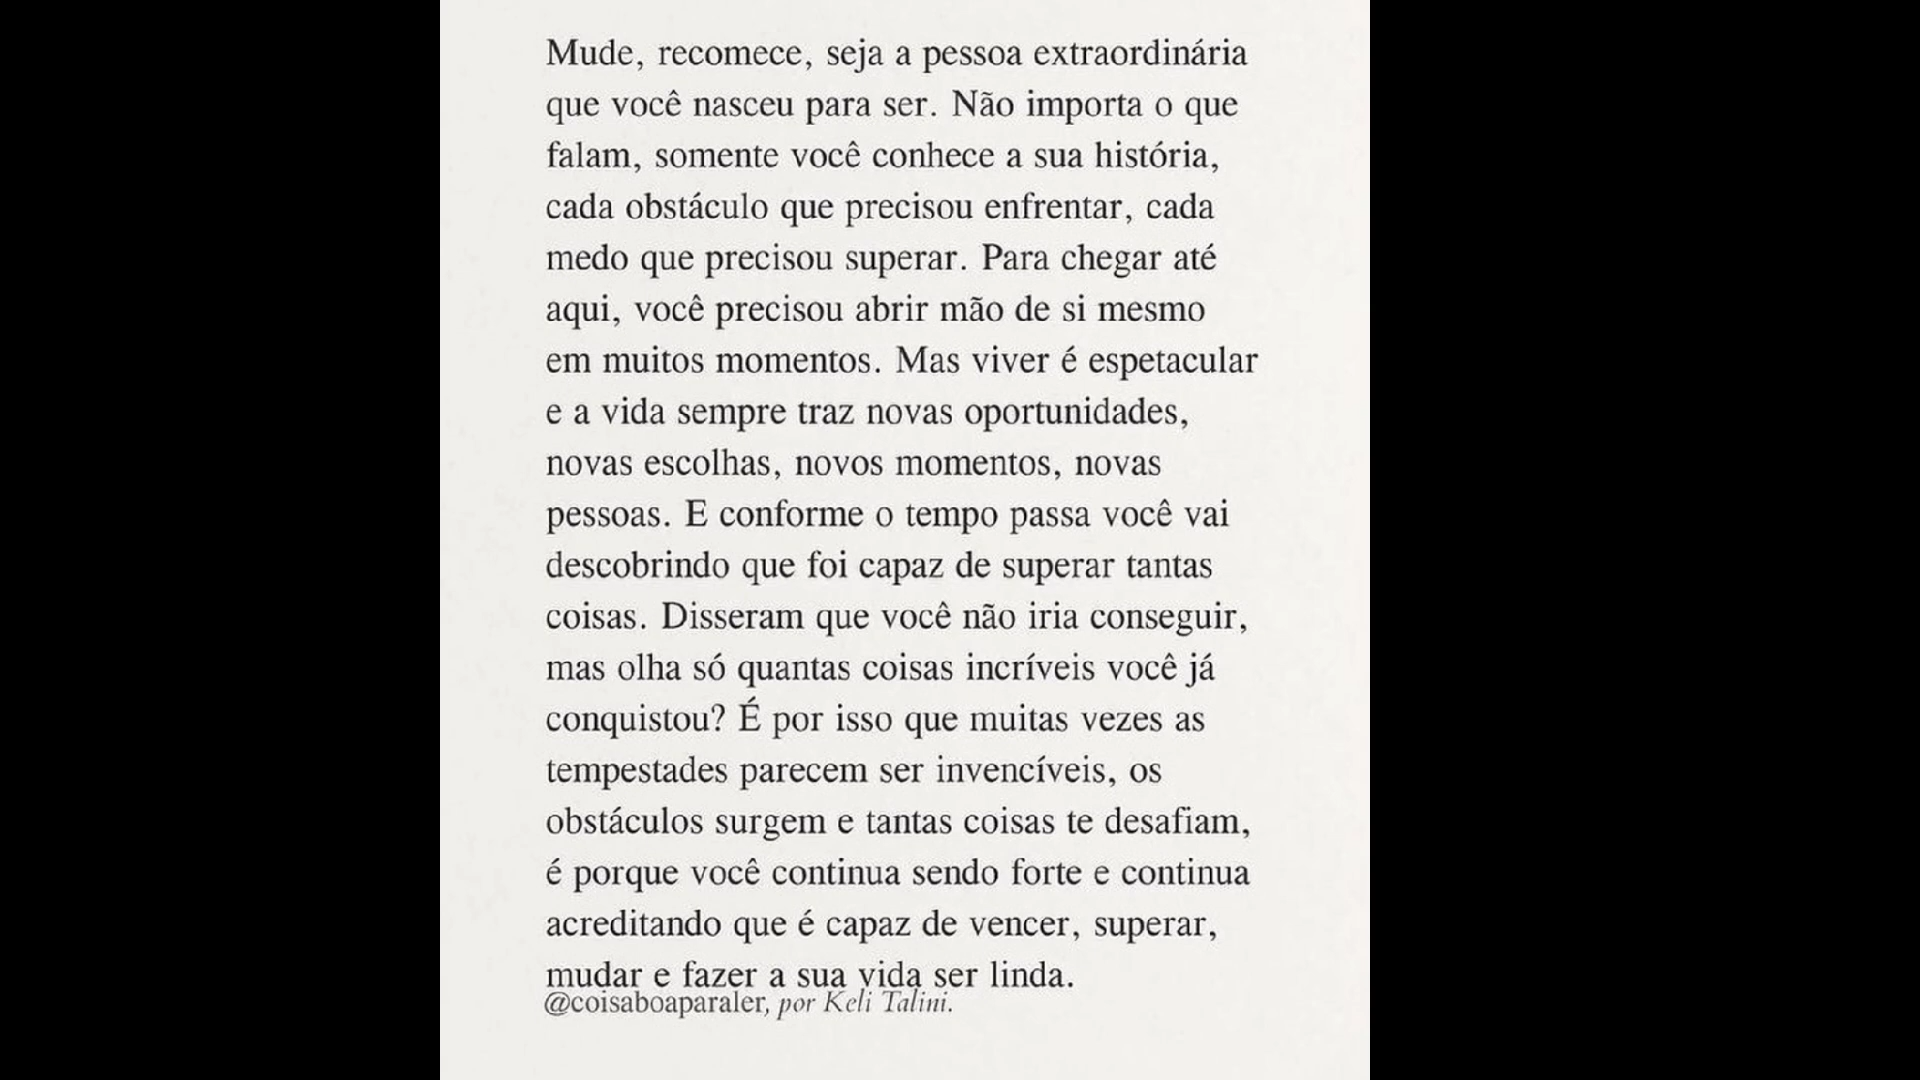 Mude, recomece, seja a pessoa extraordinária
que você nasceu para ser. Não importa o que
falam, somente você conhece a sua história,
cada obstáculo que precisou enfrentar, cada
medo que precisou superar. Para chegar até
aqui, você precisou abrir mão de si mesmo
em muitos momentos. Mas viver é espetacular
e a vida sempre traz novas oportunidades,
novas escolhas, novos momentos, novas
pessoas. E conforme o tempo passa você vai
descobrindo que foi capaz de superar tantas
coisas. Disseram que você não iria conseguir,
mas olha só quantas coisas incríveis você já
conquistou? É por isso que muitas vezes as
tempestades parecem ser invencíveis, os
obstáculos surgem e tantas coisas te desafiam,
é porque você continua sendo forte e continua
acreditando que é capaz de vencer, superar,
mudar e fazer a sua vida ser linda.
@coisaboaparaler, por Keli Talini.